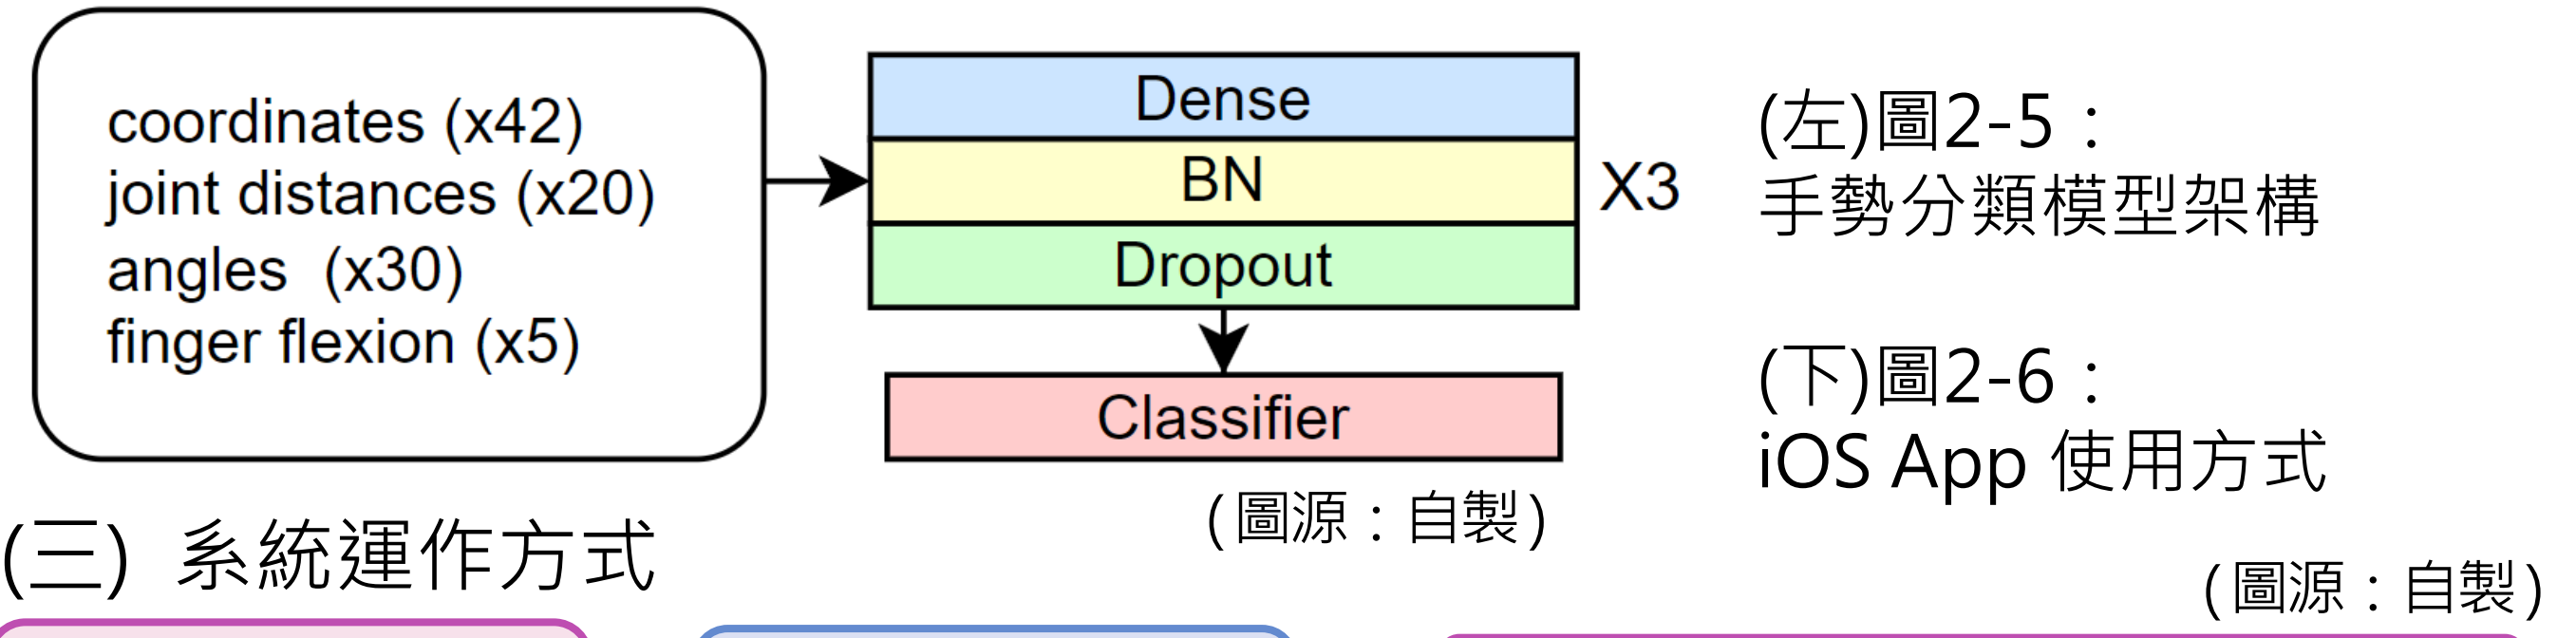 coordinates (x42)
joint distances (x20)
angles (x30)
finger flexion (x5)
Dense
BN
Dropout
X3
Classifier
(圖源：自製)
(左)圖2-5：
手勢分類模型架構
(下)圖2-6：
iOS App 使用方式
(圖源：自製)
(三) 系統運作方式